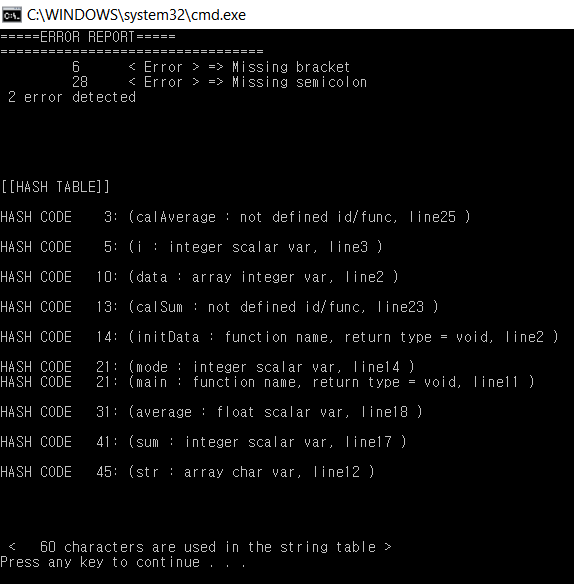 C:\WINDOWS\system32\cmd.exe
=====ERROR REPORT=====
=================================
6 < Error > => Missing bracket
28 < Error > => Missing semicolon
2 error detected
[[HASH TABLE]]
HASH CODE 3: (calAverage : not defined id/func, line25 )
HASH CODE 5: (i : integer scalar var, line3 )
HASH CODE 10: (data : array integer var, line2 )
HASH CODE 13: (calSum : not defined id/func, line23 )
HASH CODE 14: (initData : function name, return type = void, line2 )
HASH CODE 21: (mode : integer scalar var, line14 )
HASH CODE 21: (main : function name, return type = void, line11 )
HASH CODE 31: (average : float scalar var, line18 )
HASH CODE 41: (sum : integer scalar var, line17 )
HASH CODE 45: (str : array char var, line12 )
< 60 characters are used in the string table >
Press any key to continue . . .